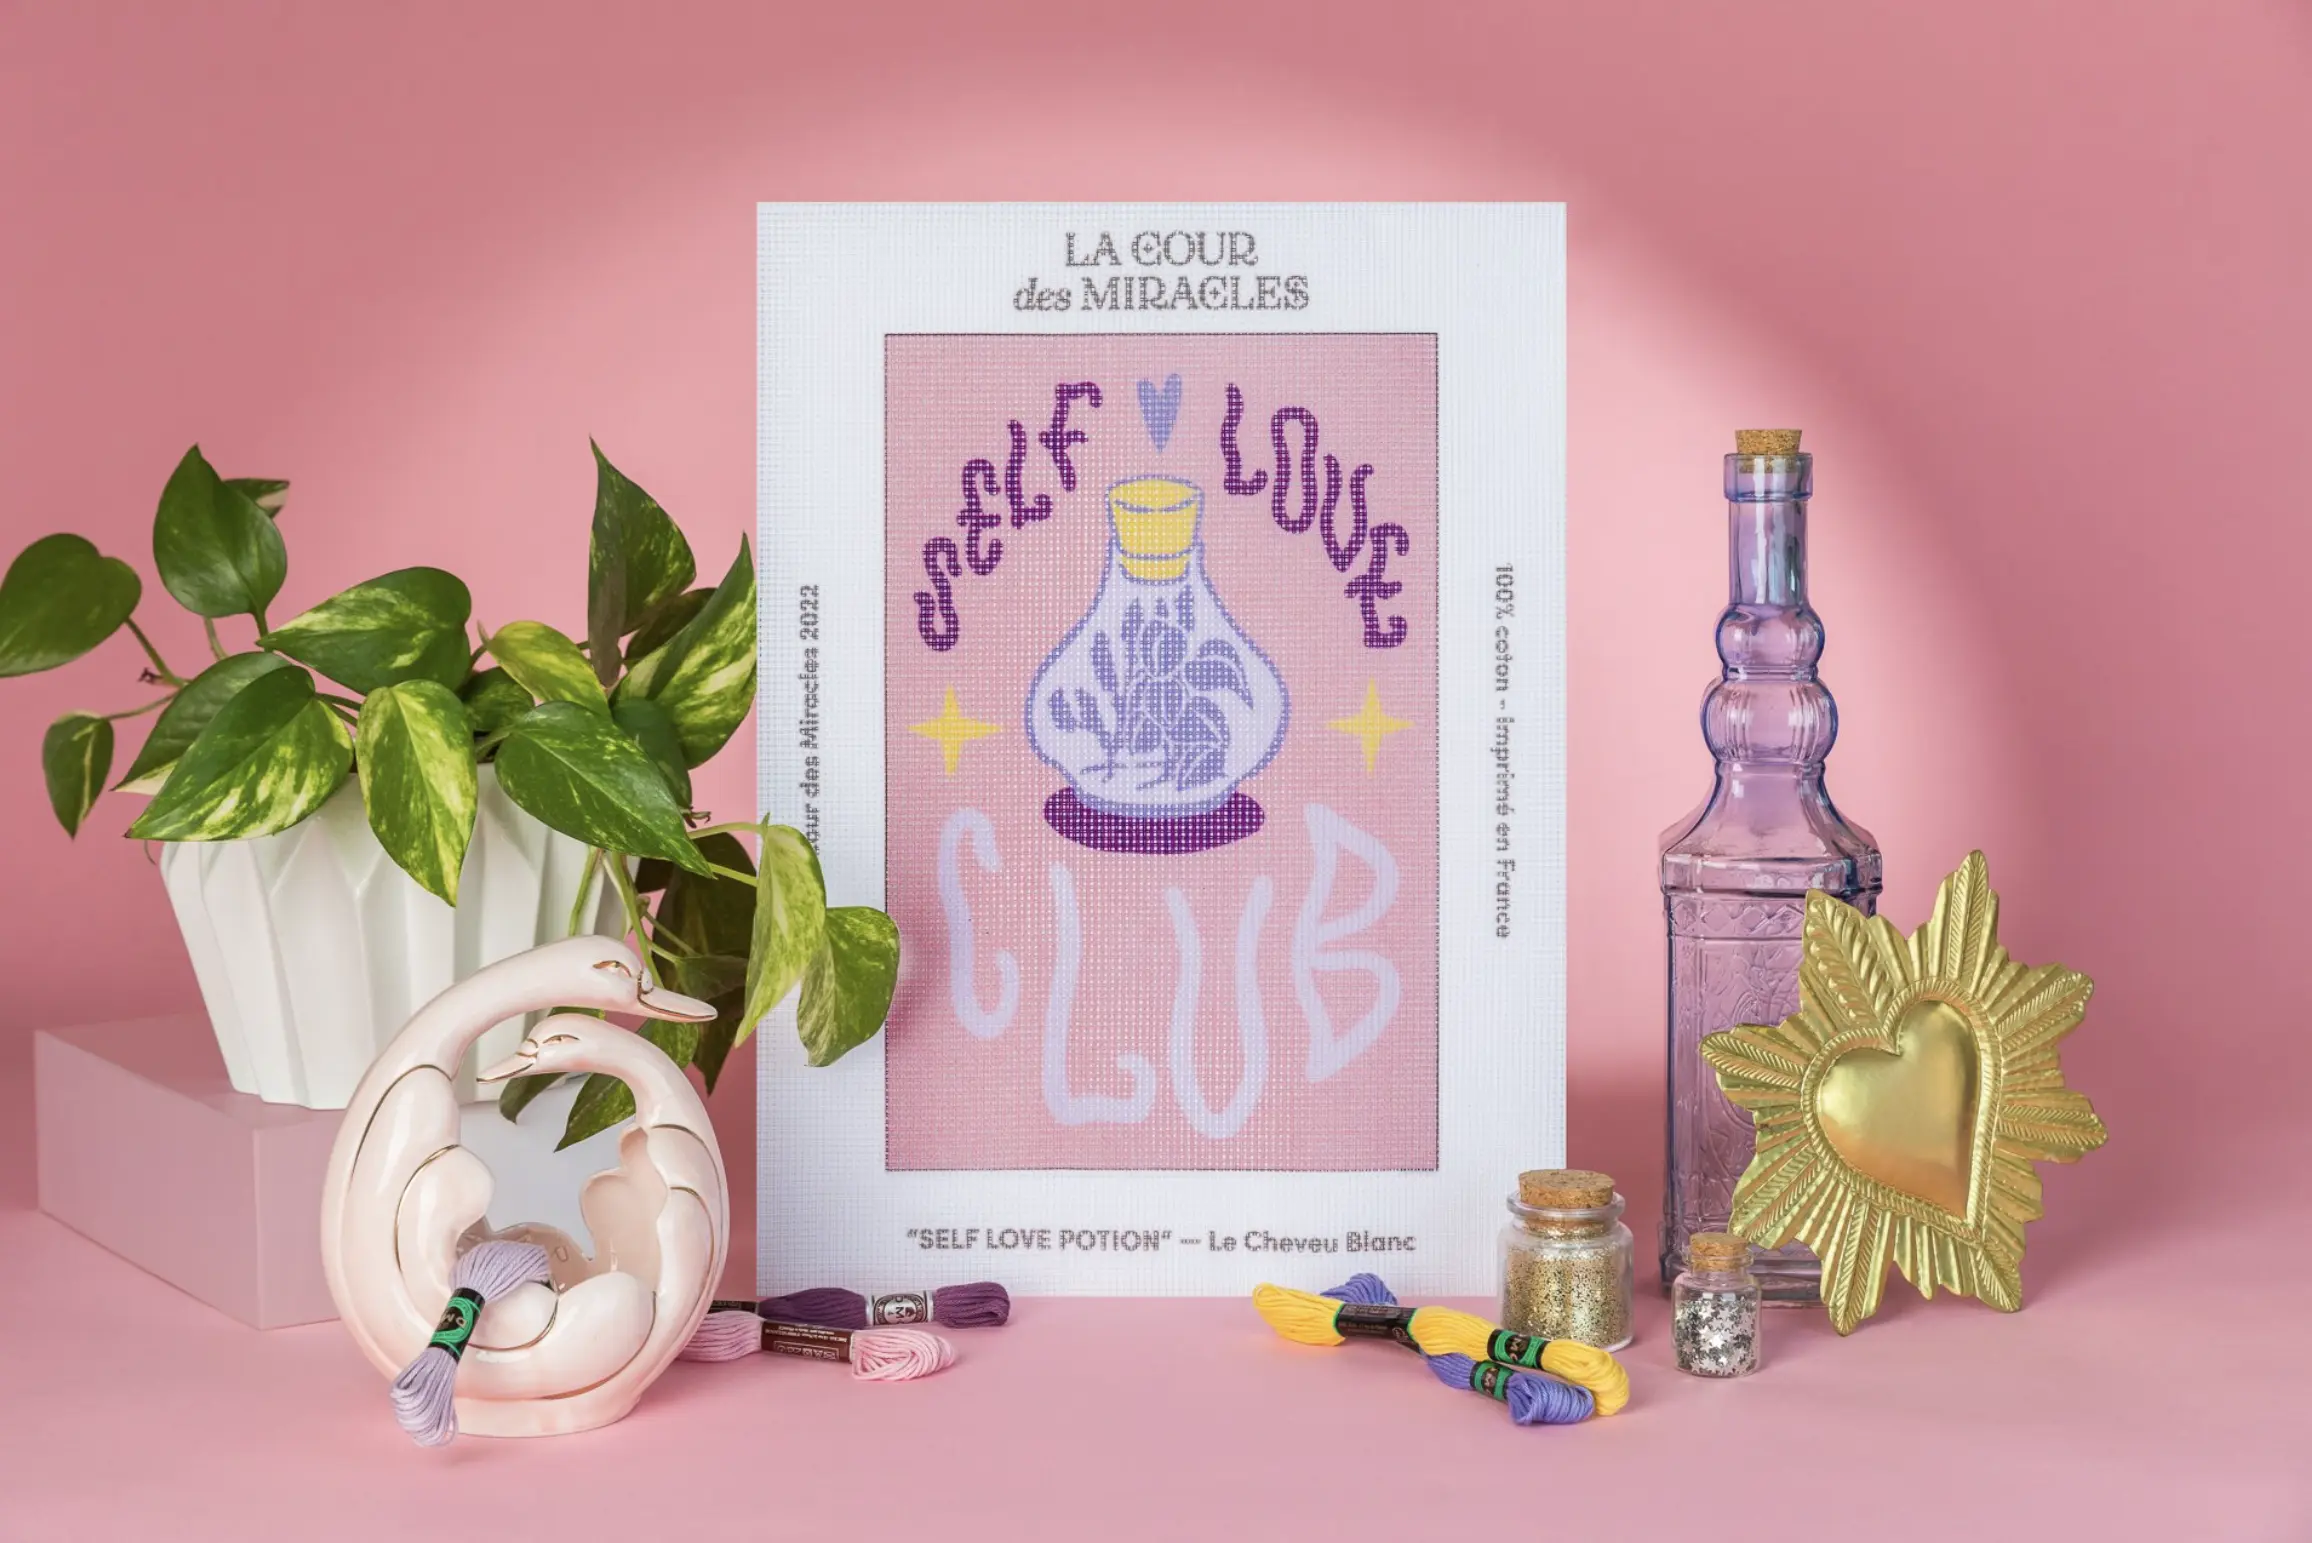 LA COUR
des MIRACLES
SELF LOVE
CLUB
des Miracles 2022
100% coton - imprimé en France
“SELF LOVE POTION” — Le Cheveu Blanc